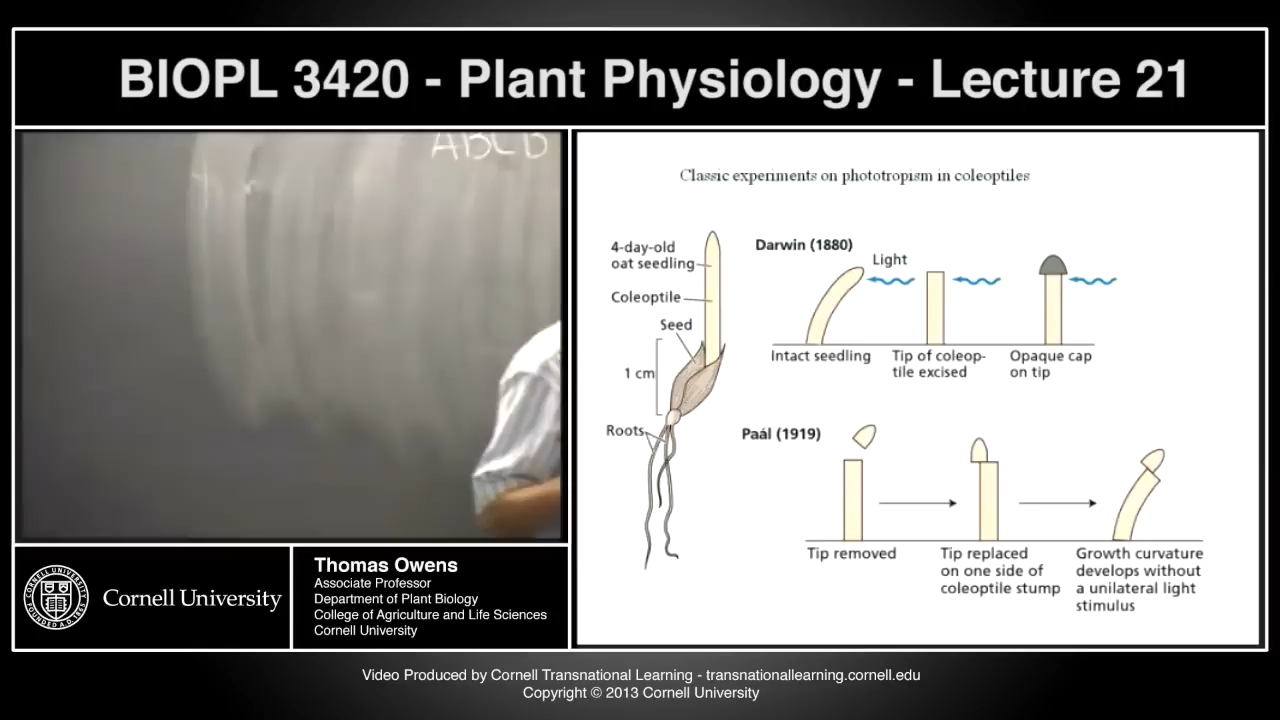 BIOPL 3420 - Plant Physiology - Lecture 21
ABCD
Classic experiments on phototropism in coleoptiles
4-day-old
oat seedling
Coleoptile
Seed
1 cm
Roots
Darwin (1880)
Light
Intact seedling
Tip of coleop-
tile excised
Opaque cap
on tip
Paál (1919)
Tip removed
Tip replaced
on one side of
coleoptile stump
Growth curvature
develops without
a unilateral light
stimulus
Cornell University
Thomas Owens
Associate Professor
Department of Plant Biology
College of Agriculture and Life Sciences
Cornell University
Video Produced by Cornell Transnational Learning - transnationallearning.cornell.edu
Copyright © 2013 Cornell University